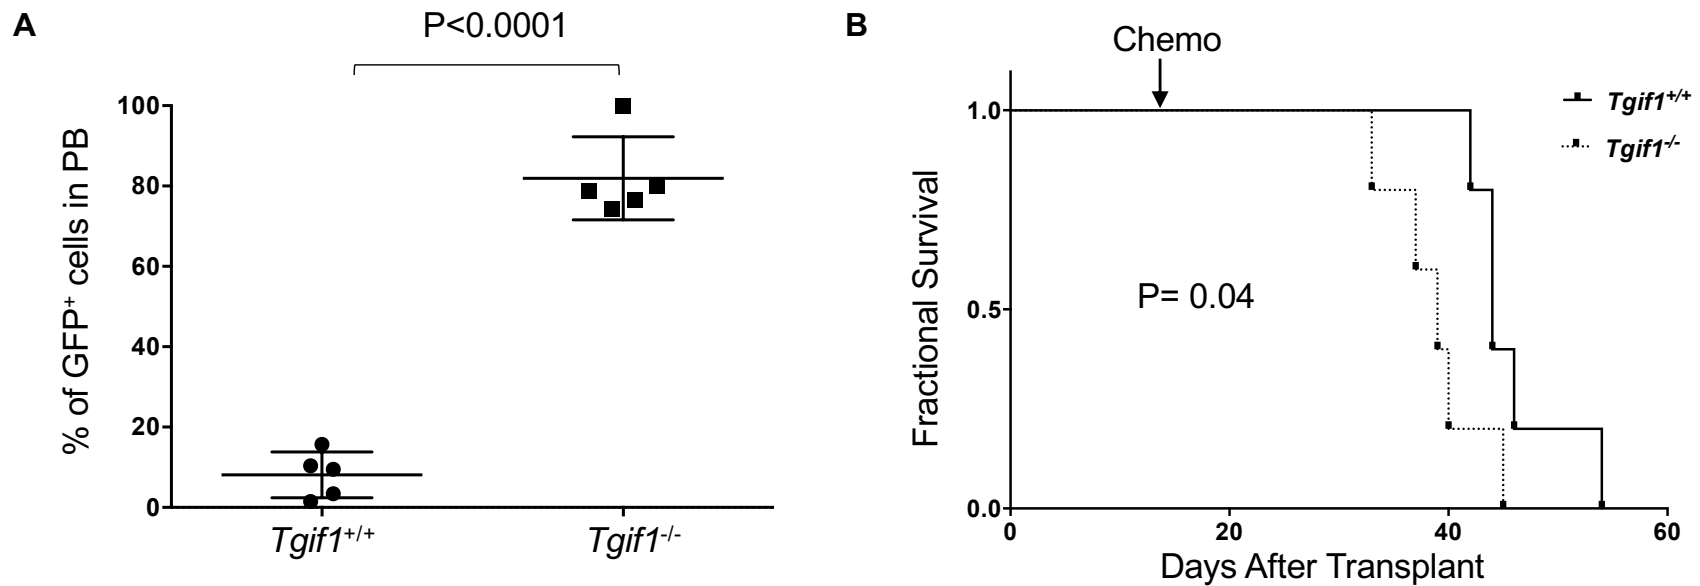 A
P<0.0001
% of GFP⁺ cells in PB
100
80
60
40
20
0
Tgif1⁺/⁺
Tgif1⁻/⁻
B
Chemo
Tgif1⁺/⁺
Tgif1⁻/⁻
Fractional Survival
1.0
0.5
0.0
P= 0.04
0
20
40
60
Days After Transplant